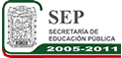 SEP
SECRETARÍA DE
EDUCACIÓN PÚBLICA
2005-2011